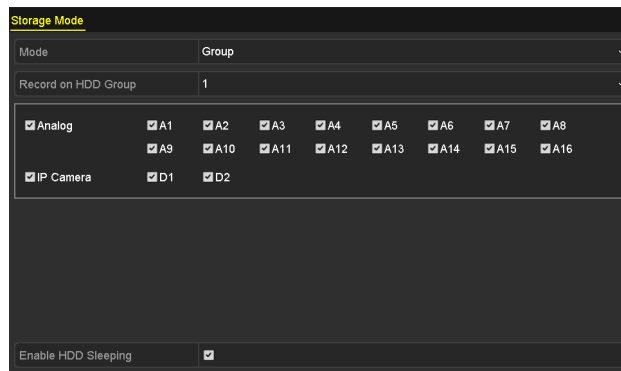 Storage Mode
Mode Group
Record on HDD Group 1
Analog A1 A2 A3 A4 A5 A6 A7 A8
A9 A10 A11 A12 A13 A14 A15 A16
IP Camera D1 D2
Enable HDD Sleeping